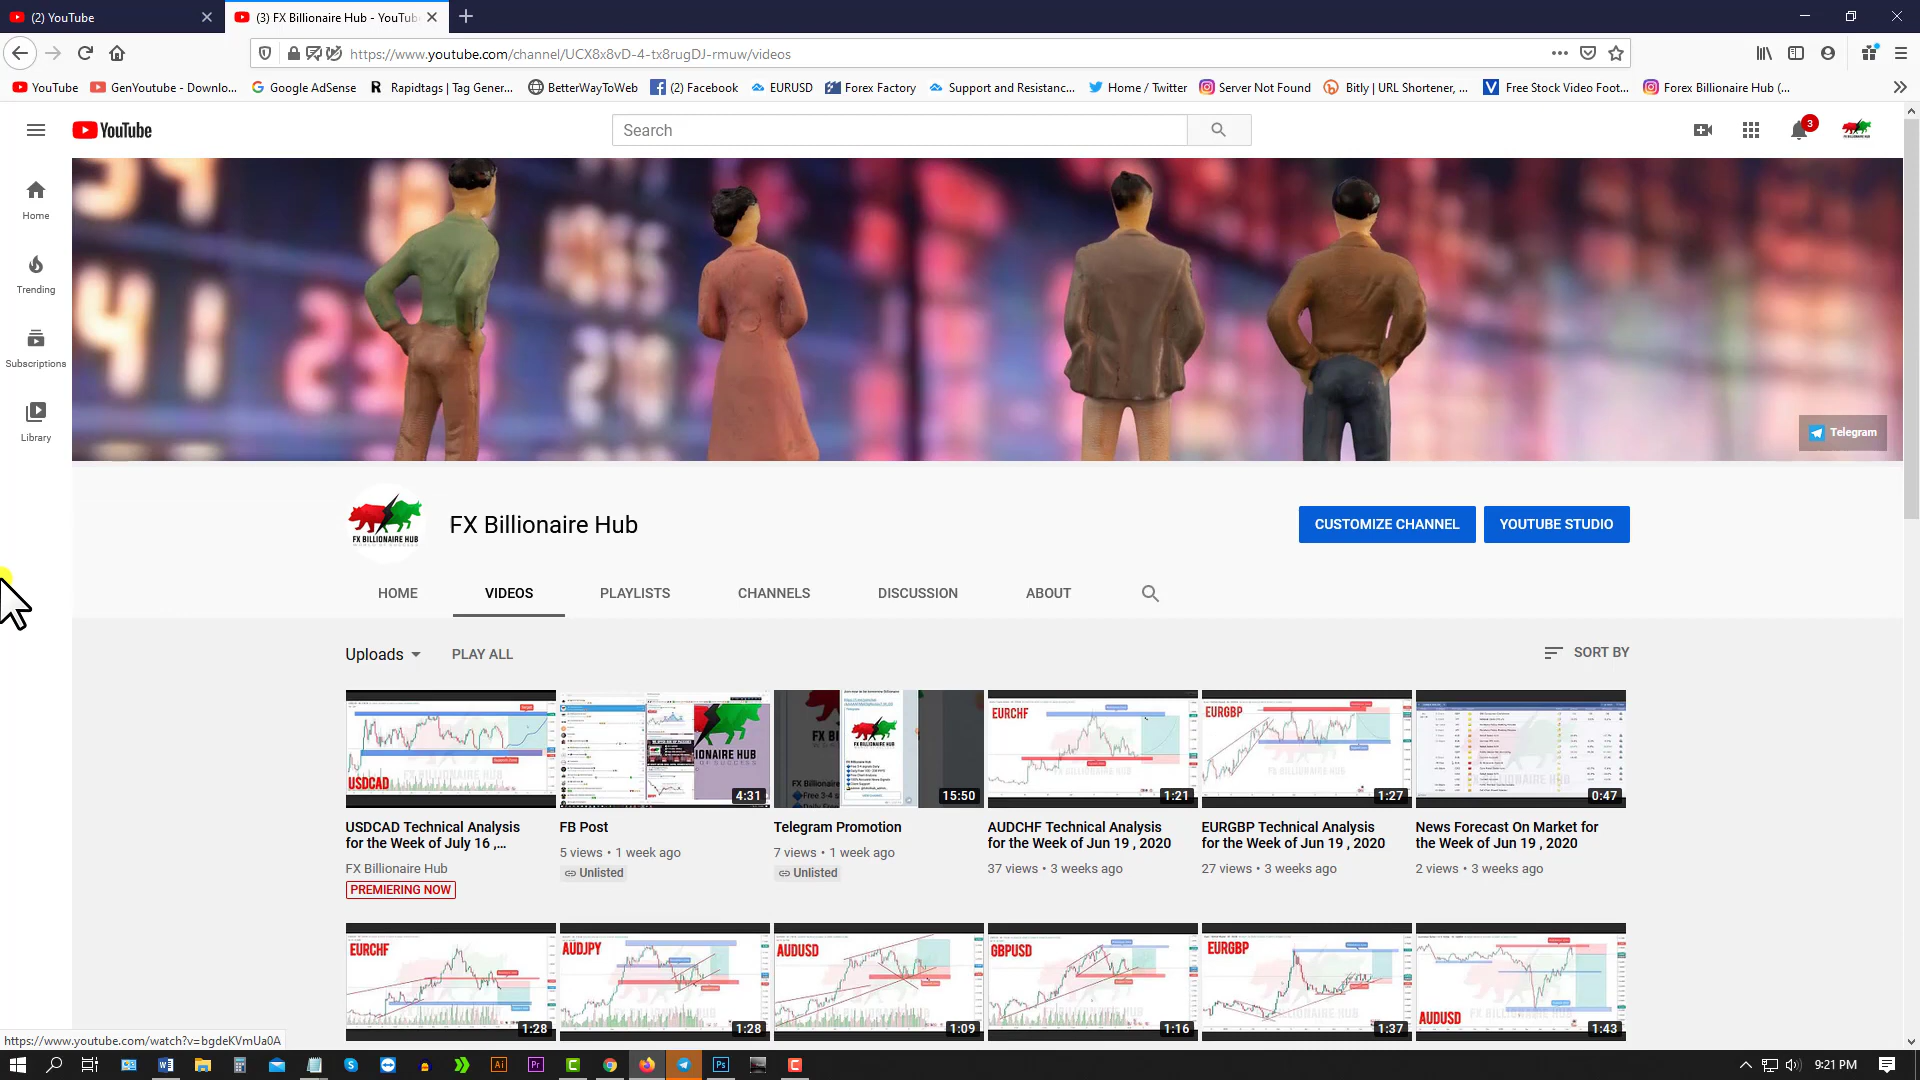 (2) YouTube
(3) FX Billionaire Hub - YouTub
https://www.youtube.com/channel/UCX8x8vD-4-tx8rugDJ-rmuw/videos
YouTube
GenYoutube - Downlo...
Google AdSense
Rapidtags | Tag Gener...
BetterWayToWeb
(2) Facebook
EURUSD
Forex Factory
Support and Resistanc...
Home / Twitter
Server Not Found
Bitly | URL Shortener, ...
Free Stock Video Foot...
Forex Billionaire Hub (...
YouTube
Search
3
Home
Trending
Subscriptions
Library
Telegram
FX BILLIONAIRE HUB
FX Billionaire Hub
CUSTOMIZE CHANNEL
YOUTUBE STUDIO
HOME
VIDEOS
PLAYLISTS
CHANNELS
DISCUSSION
ABOUT
Uploads
PLAY ALL
SORT BY
USDCAD
4:31
15:50
EURCHF
1:21
EURGBP
1:27
0:47
USDCAD Technical Analysis
for the Week of July 16 ,...
FX Billionaire Hub
PREMIERING NOW
FB Post
5 views • 1 week ago
Unlisted
Telegram Promotion
7 views • 1 week ago
Unlisted
AUDCHF Technical Analysis
for the Week of Jun 19 , 2020
37 views • 3 weeks ago
EURGBP Technical Analysis
for the Week of Jun 19 , 2020
27 views • 3 weeks ago
News Forecast On Market for
the Week of Jun 19 , 2020
2 views • 3 weeks ago
EURCHF
1:28
AUDJPY
1:28
AUDUSD
1:09
GBPUSD
1:16
EURGBP
1:37
AUDUSD
1:43
https://www.youtube.com/watch?v=bgdeKVmUa0A
9:21 PM